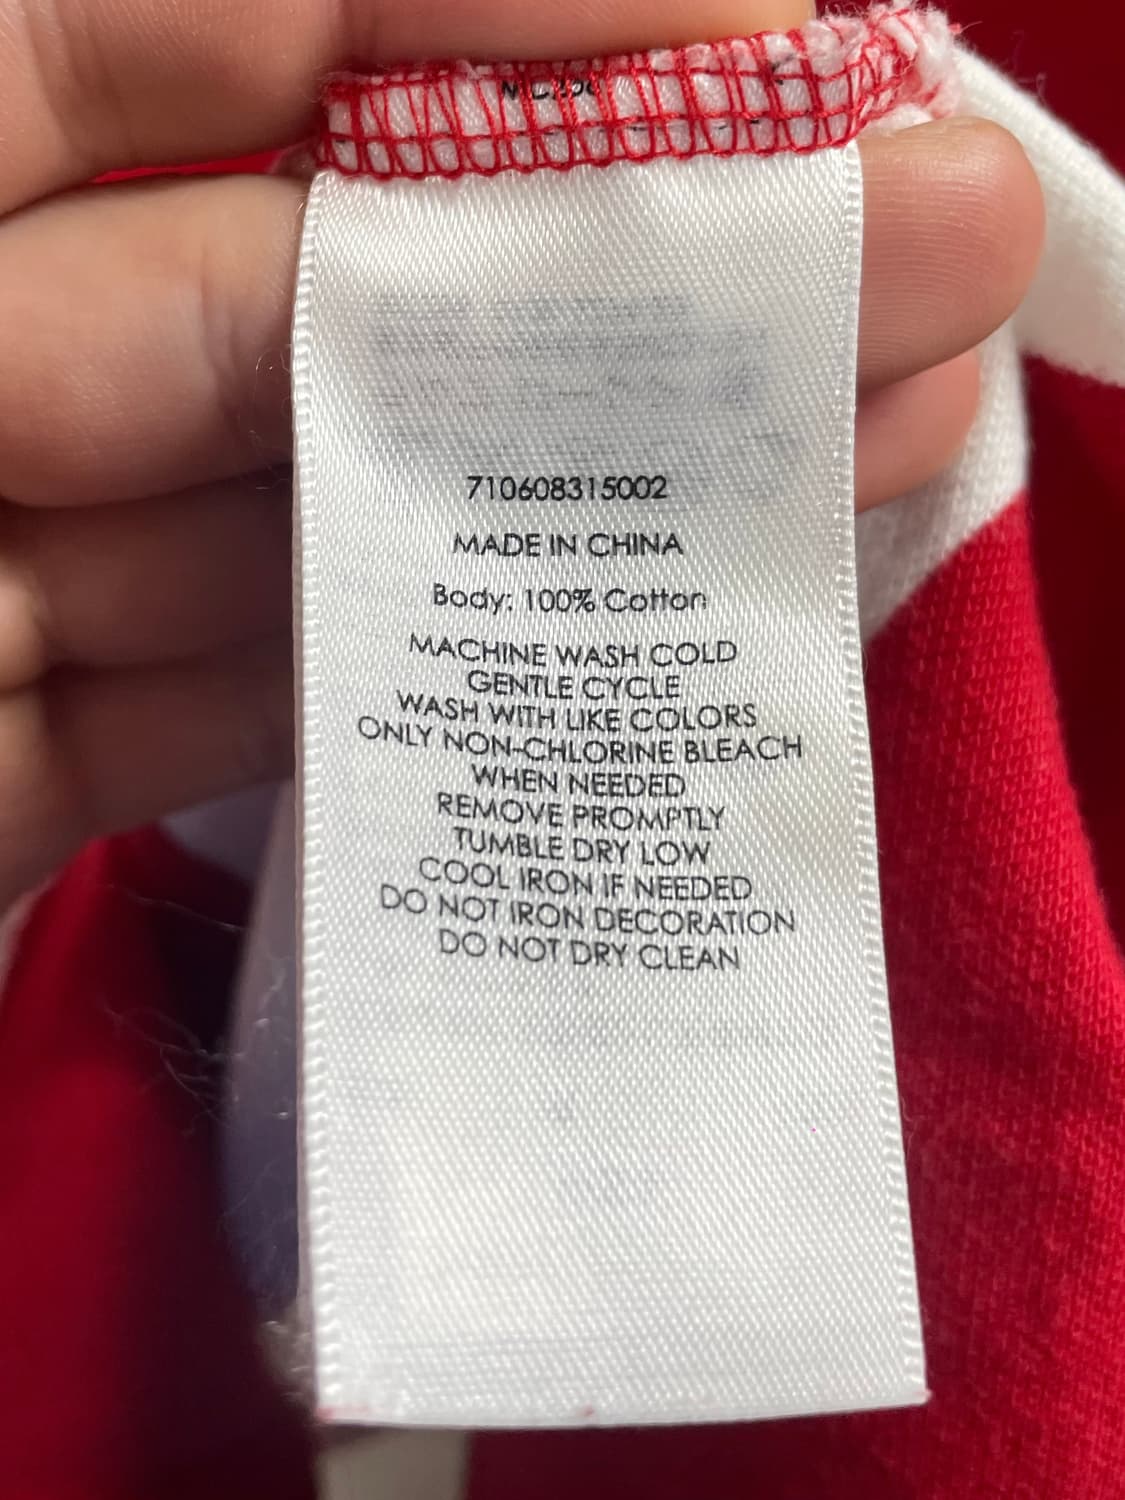 710608315002
MADE IN CHINA
Body: 100% Cotton
MACHINE WASH COLD
GENTLE CYCLE
WASH WITH LIKE COLORS
ONLY NON-CHLORINE BLEACH
WHEN NEEDED
REMOVE PROMPTLY
TUMBLE DRY LOW
COOL IRON IF NEEDED
DO NOT IRON DECORATION
DO NOT DRY CLEAN